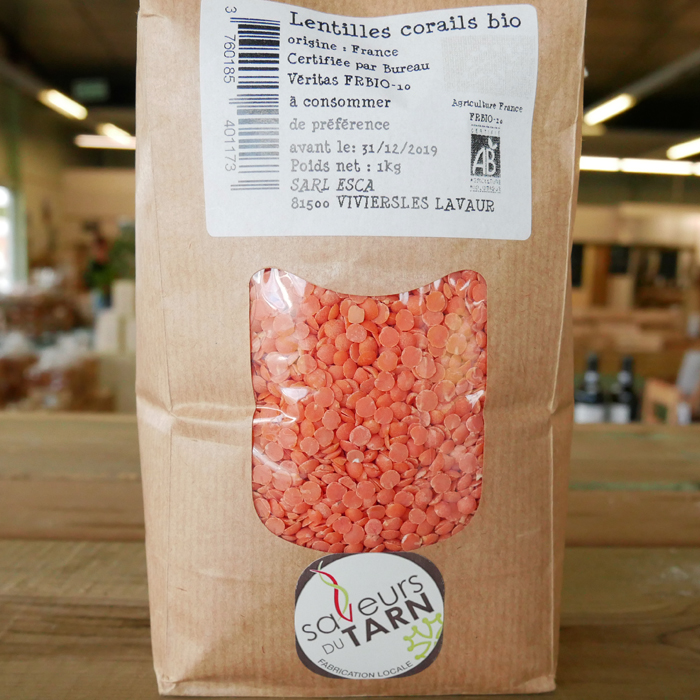 Lentilles corails bio
origine : France
Certifiée par Bureau
Véritas FRBIO-10
à consommer
de préférence
avant le: 31/12/2019
Poids net : 1kg
SARL ESCA
81500 VIVIERSLES LAVAUR
Agriculture France
FRBIO-10
AB
3 760185 401173
saveurs
DU TARN
FABRICATION LOCALE